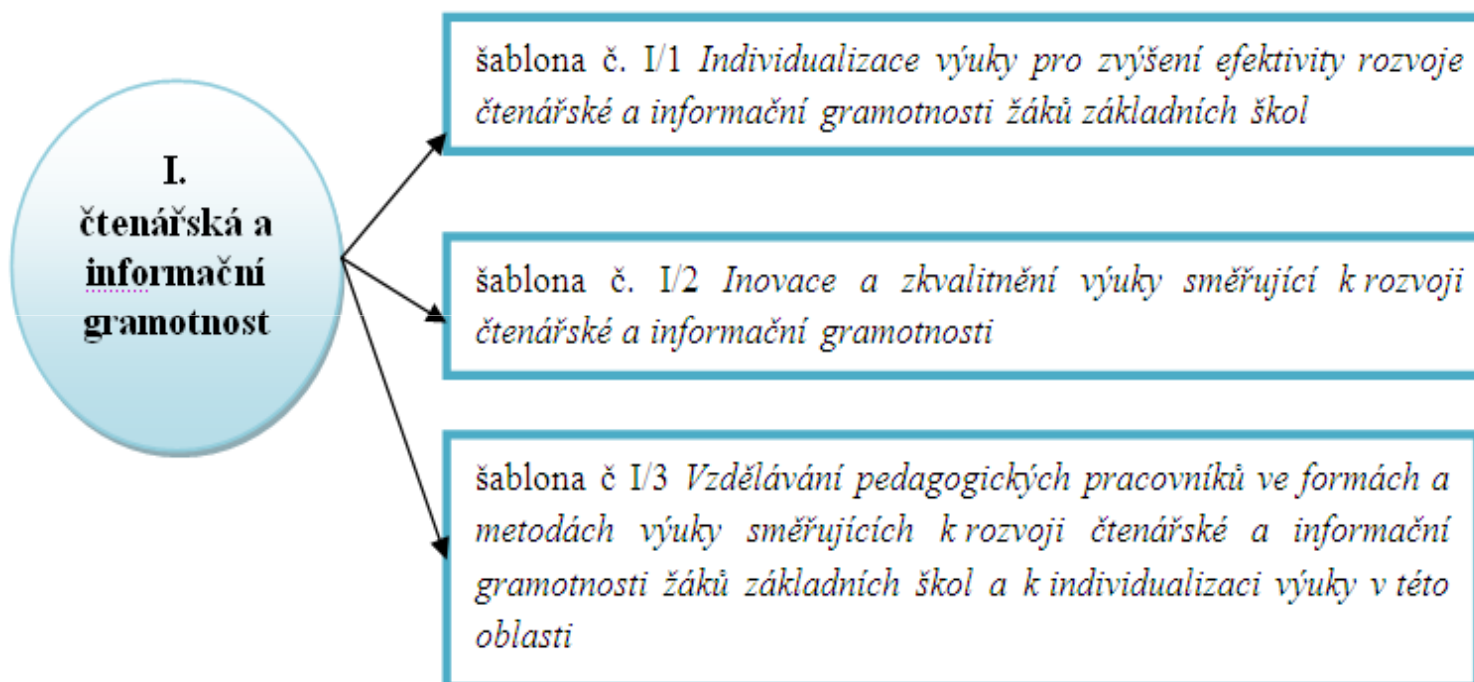 I.
čtenářská a
informační
gramotnost
šablona č. I/1 Individualizace výuky pro zvýšení efektivity rozvoje
čtenářské a informační gramotnosti žáků základních škol
šablona č. I/2 Inovace a zkvalitnění výuky směřující k rozvoji
čtenářské a informační gramotnosti
šablona č I/3 Vzdělávání pedagogických pracovníků ve formách a
metodách výuky směřujících k rozvoji čtenářské a informační
gramotnosti žáků základních škol a k individualizaci výuky v této
oblasti